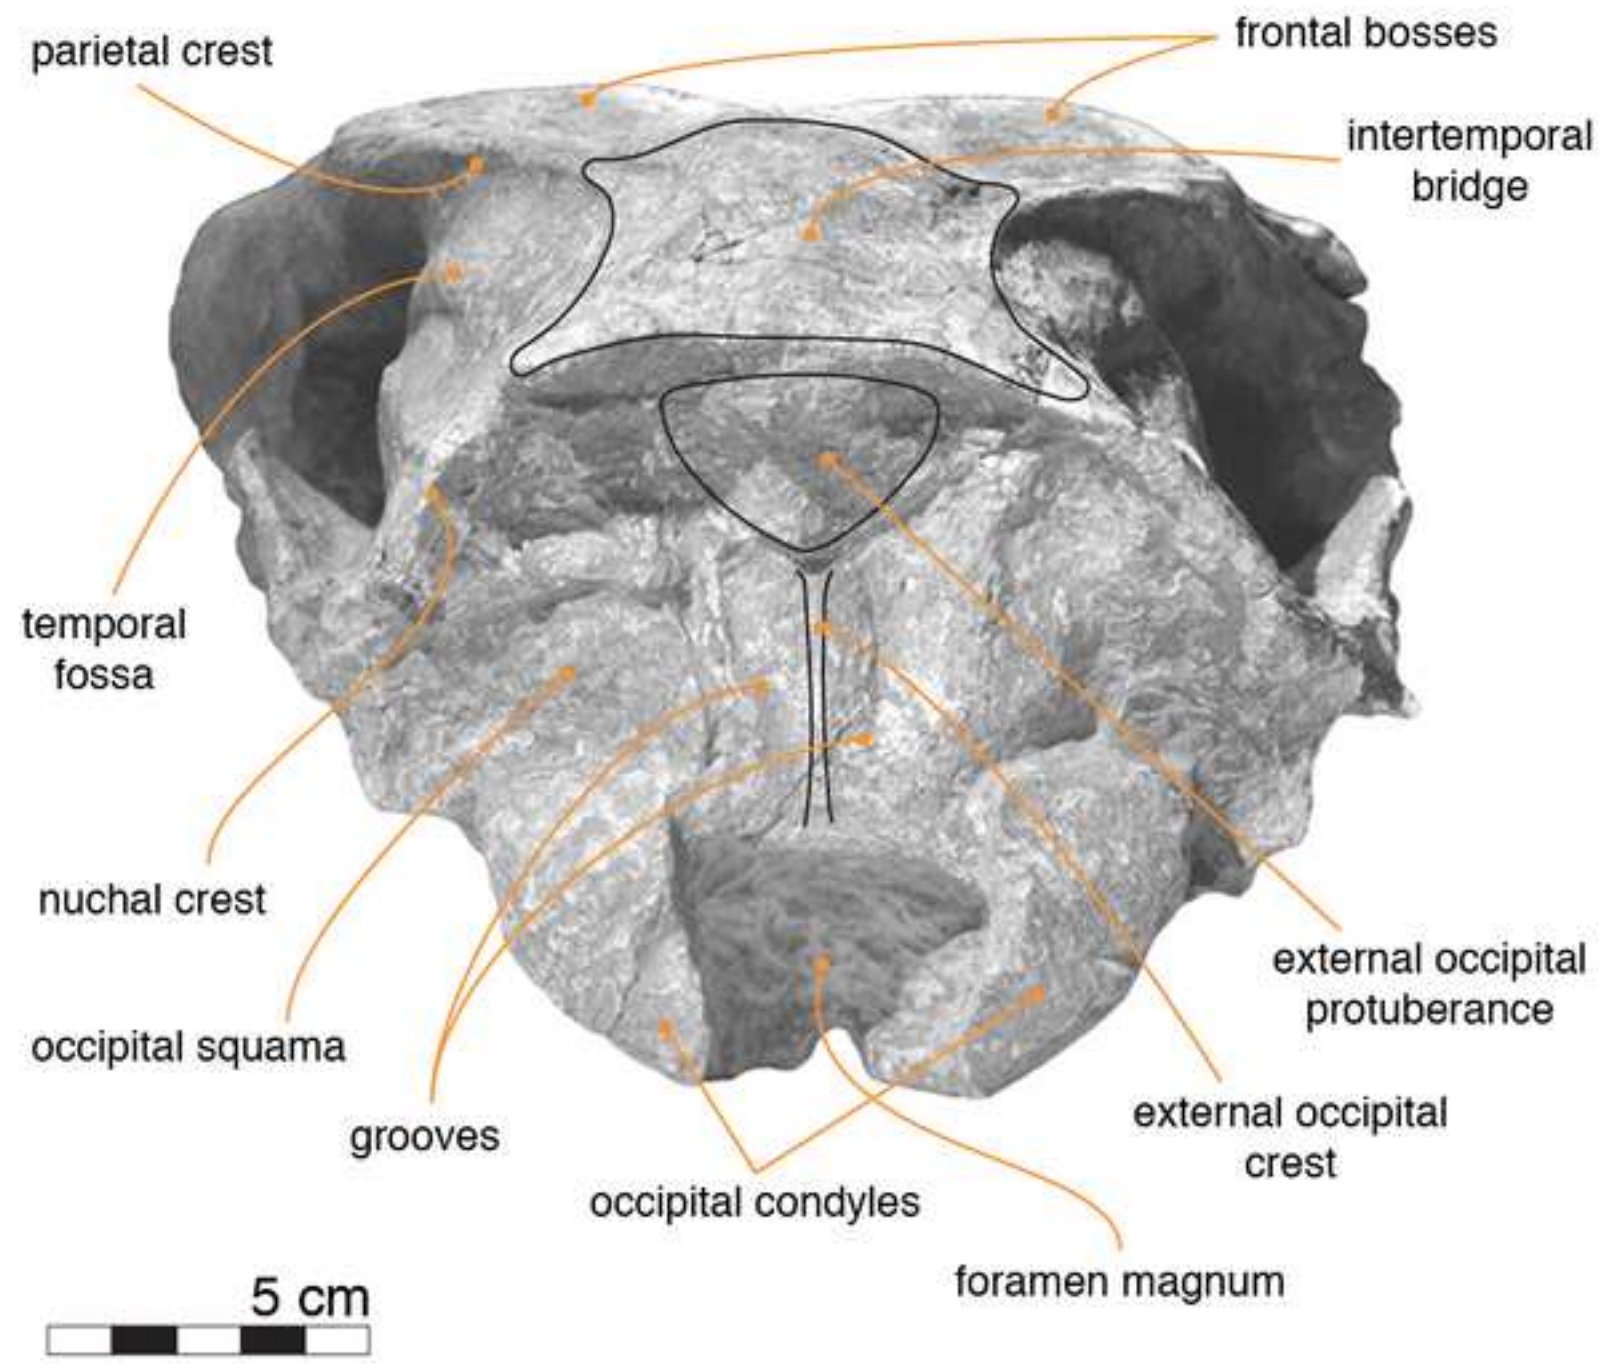 parietal crest
frontal bosses
intertemporal
bridge
temporal
fossa
nuchal crest
external occipital
protuberance
occipital squama
external occipital
crest
grooves
occipital condyles
foramen magnum
5 cm